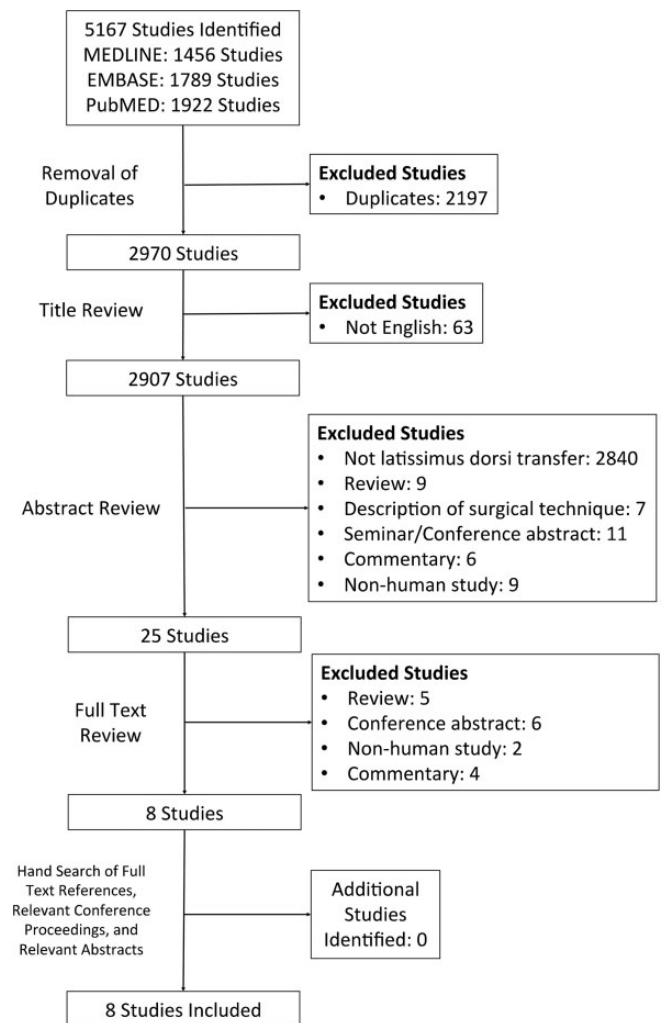 5167 Studies Identified
MEDLINE: 1456 Studies
EMBASE: 1789 Studies
PubMED: 1922 Studies
Removal of
Duplicates
Excluded Studies
• Duplicates: 2197
2970 Studies
Title Review
Excluded Studies
• Not English: 63
2907 Studies
Abstract Review
Excluded Studies
• Not latissimus dorsi transfer: 2840
• Review: 9
• Description of surgical technique: 7
• Seminar/Conference abstract: 11
• Commentary: 6
• Non-human study: 9
25 Studies
Full Text
Review
Excluded Studies
• Review: 5
• Conference abstract: 6
• Non-human study: 2
• Commentary: 4
8 Studies
Hand Search of Full
Text References,
Relevant Conference
Proceedings, and
Relevant Abstracts
Additional
Studies
Identified: 0
8 Studies Included